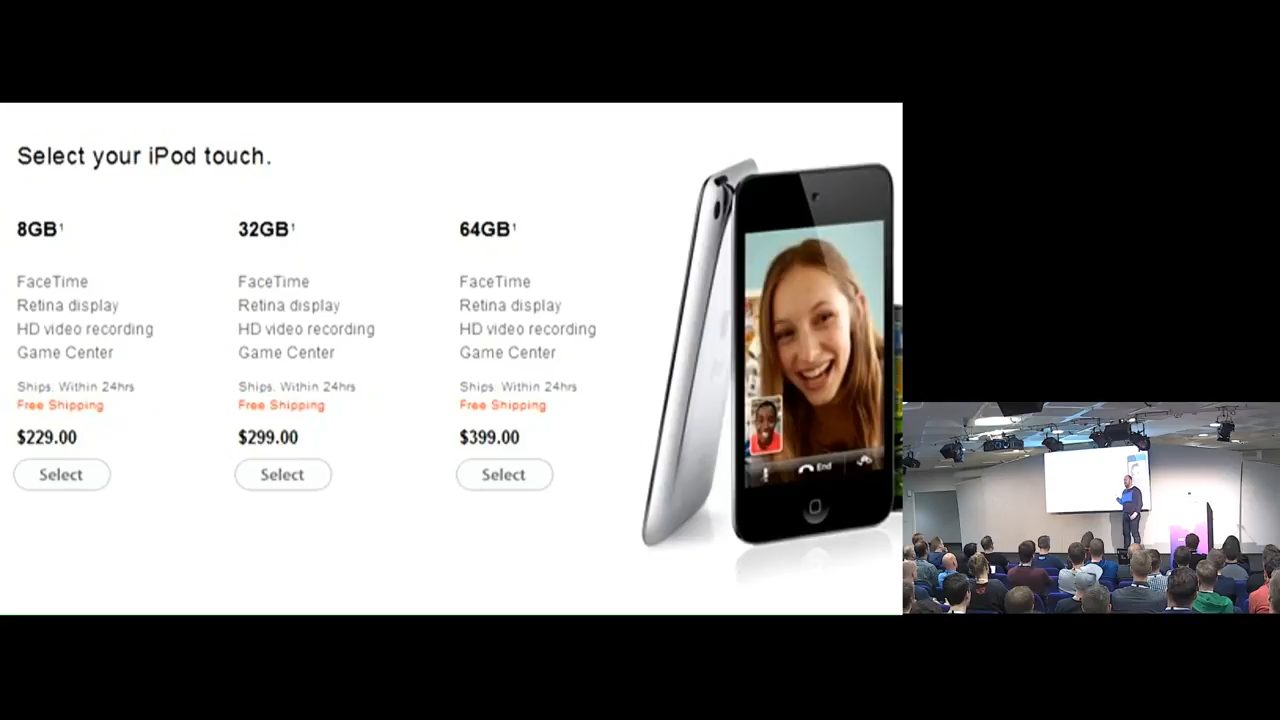 Select your iPod touch.
8GB¹
FaceTime
Retina display
HD video recording
Game Center
Ships: Within 24hrs
Free Shipping
$229.00
Select
32GB¹
FaceTime
Retina display
HD video recording
Game Center
Ships: Within 24hrs
Free Shipping
$299.00
Select
64GB¹
FaceTime
Retina display
HD video recording
Game Center
Ships: Within 24hrs
Free Shipping
$399.00
Select
End